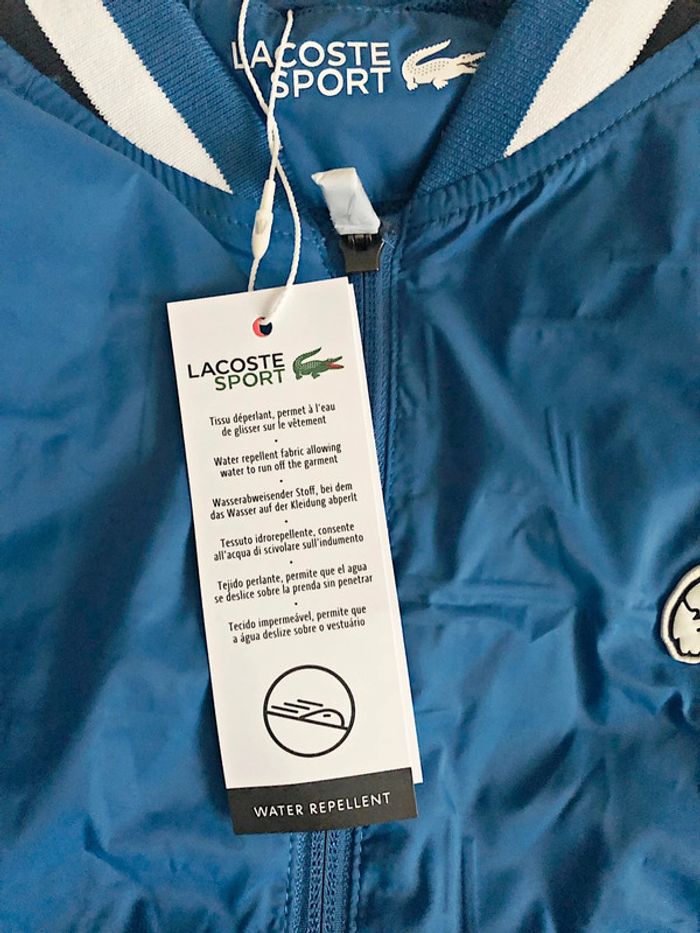 LACOSTE
SPORT
LACOSTE
SPORT
Tissu déperlant, permet à l'eau
de glisser sur le vêtement
Water repellent fabric allowing
water to run off the garment
Wasserabweisender Stoff, bei dem
das Wasser auf der Kleidung abperlt
Tessuto idrorepellente, consente
all'acqua di scivolare sull'indumento
Tejido perlante, permite que el agua
se deslice sobre la prenda sin penetrar
Tecido impermeável, permite que
a água deslize sobre o vestuário
WATER REPELLENT